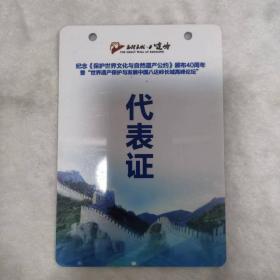 纪念《保护世界文化与自然遗产公约》颁布40周年
暨“世界遗产保护与发展中国八达岭长城高峰论坛”
代表证